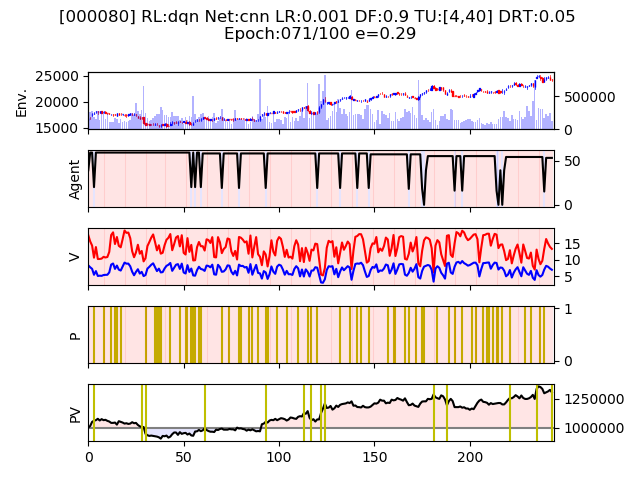 [000080] RL:dqn Net:cnn LR:0.001 DF:0.9 TU:[4,40] DRT:0.05
Epoch:071/100 e=0.29
Env.
25000
20000
15000
500000
0
Agent
50
0
V
15
10
5
P
1
0
PV
1250000
1000000
0
50
100
150
200